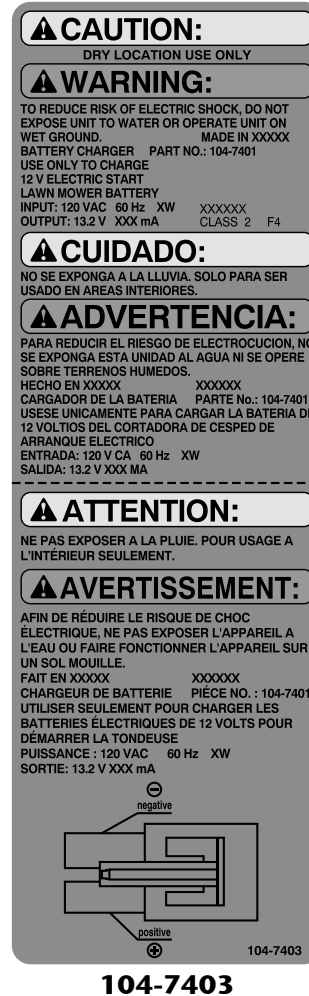 CAUTION:
DRY LOCATION USE ONLY
WARNING:
TO REDUCE RISK OF ELECTRIC SHOCK, DO NOT
EXPOSE UNIT TO WATER OR OPERATE UNIT ON
WET GROUND. MADE IN XXXXX
BATTERY CHARGER PART NO.: 104-7401
USE ONLY TO CHARGE
12 V ELECTRIC START
LAWN MOWER BATTERY
INPUT: 120 VAC 60 Hz XW XXXXXX
OUTPUT: 13.2 V XXX mA CLASS 2 F4
CUIDADO:
NO SE EXPONGA A LA LLUVIA. SOLO PARA SER
USADO EN AREAS INTERIORES.
ADVERTENCIA:
PARA REDUCIR EL RIESGO DE ELECTROCUCION, NO
SE EXPONGA ESTA UNIDAD AL AGUA NI SE OPERE
SOBRE TERRENOS HUMEDOS.
HECHO EN XXXXX XXXXXX
CARGADOR DE LA BATERIA PARTE No.: 104-7401
USESE UNICAMENTE PARA CARGAR LA BATERIA DE
12 VOLTIOS DEL CORTADORA DE CESPED DE
ARRANQUE ELECTRICO
ENTRADA: 120 V CA 60 Hz XW
SALIDA: 13.2 V XXX MA
ATTENTION:
NE PAS EXPOSER A LA PLUIE. POUR USAGE A
L'INTÉRIEUR SEULEMENT.
AVERTISSEMENT:
AFIN DE RÉDUIRE LE RISQUE DE CHOC
ÉLECTRIQUE, NE PAS EXPOSER L'APPAREIL A
L'EAU OU FAIRE FONCTIONNER L'APPAREIL SUR
UN SOL MOUILLE.
FAIT EN XXXXX XXXXXX
CHARGEUR DE BATTERIE PIÉCE NO. : 104-7401
UTILISER SEULEMENT POUR CHARGER LES
BATTERIES ÉLECTRIQUES DE 12 VOLTS POUR
DÉMARRER LA TONDEUSE
PUISSANCE : 120 VAC 60 Hz XW
SORTIE: 13.2 V XXX mA
negative
positive
104-7403
104-7403